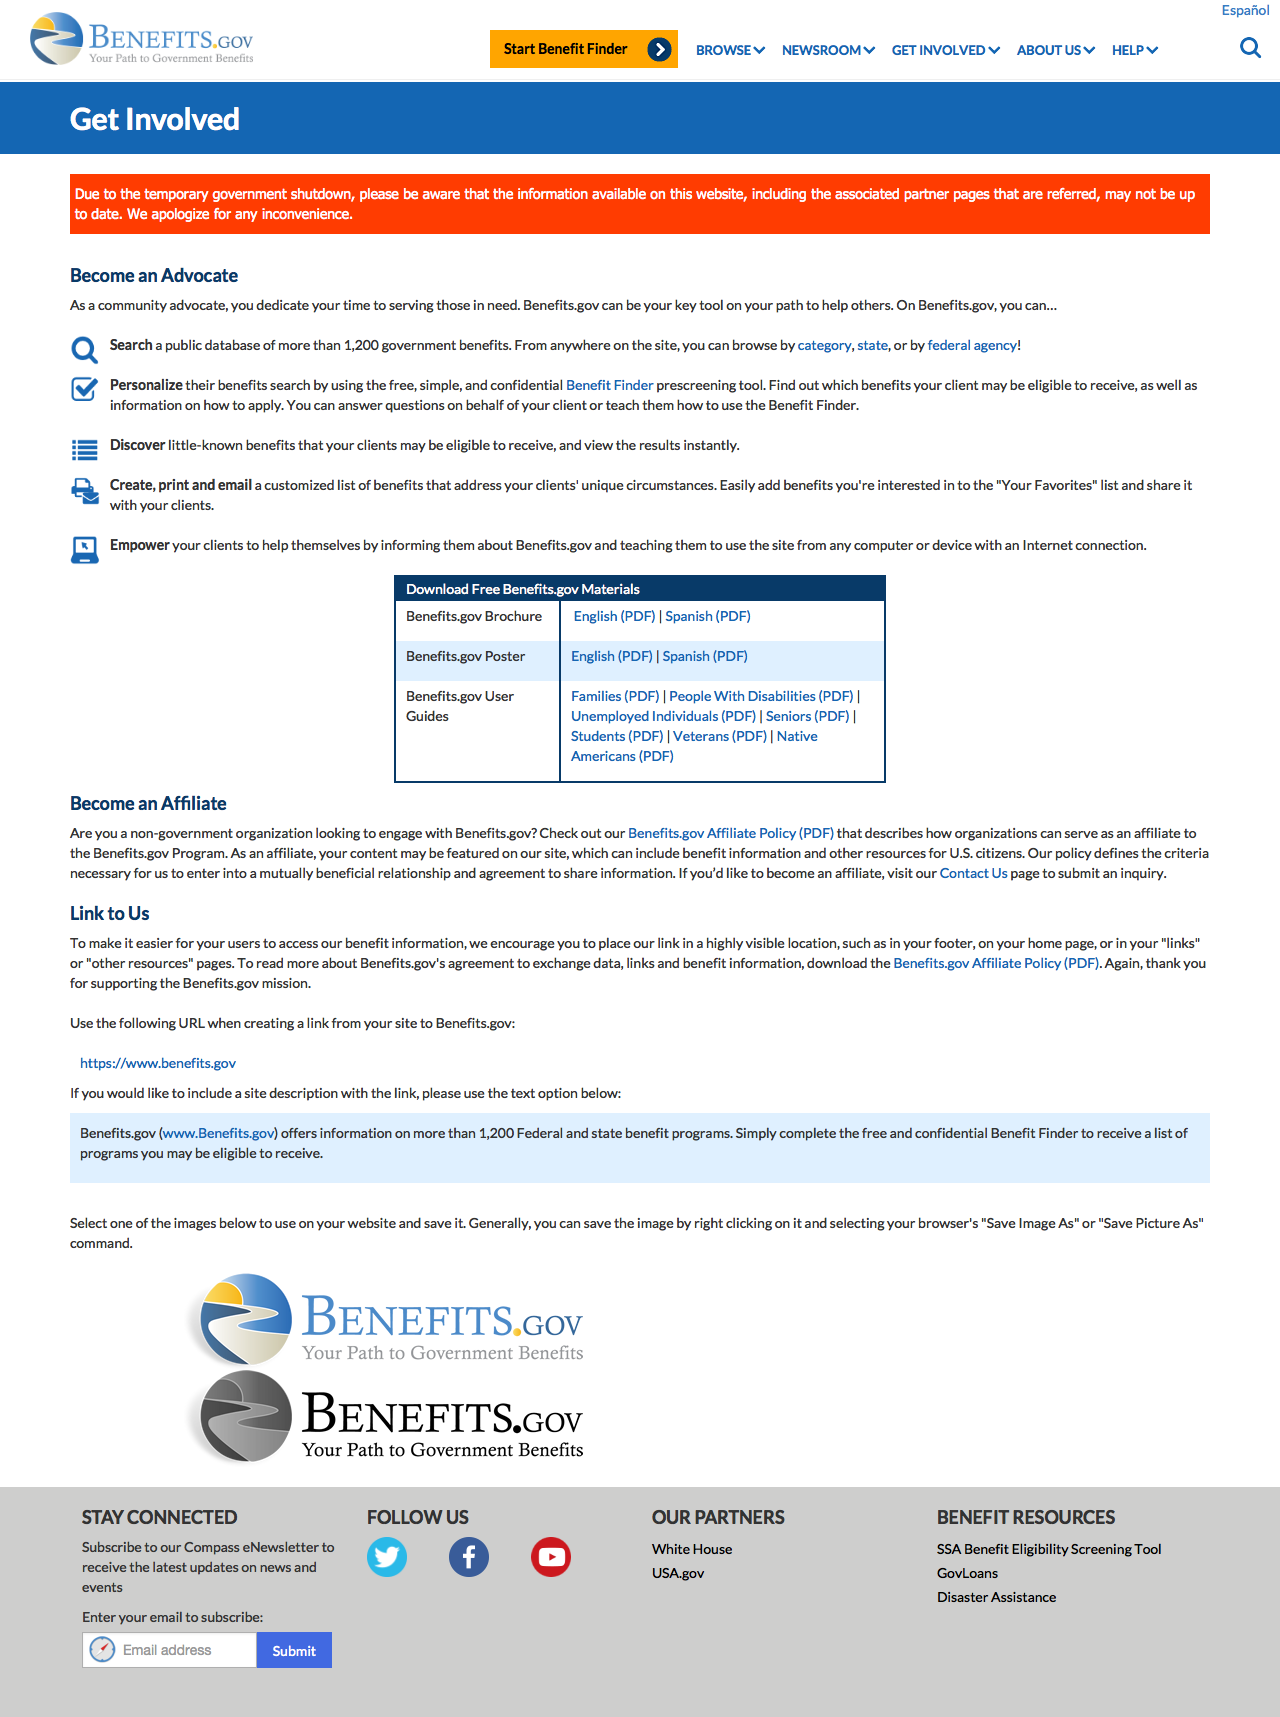 Español
BENEFITS.GOV
Your Path to Government Benefits
Start Benefit Finder
BROWSE NEWSROOM GET INVOLVED ABOUT US HELP
Get Involved
Due to the temporary government shutdown, please be aware that the information available on this website, including the associated partner pages that are referred, may not be up
to date. We apologize for any inconvenience.
Become an Advocate
As a community advocate, you dedicate your time to serving those in need. Benefits.gov can be your key tool on your path to help others. On Benefits.gov, you can...
Search a public database of more than 1,200 government benefits. From anywhere on the site, you can browse by category, state, or by federal agency!
Personalize their benefits search by using the free, simple, and confidential Benefit Finder prescreening tool. Find out which benefits your client may be eligible to receive, as well as
information on how to apply. You can answer questions on behalf of your client or teach them how to use the Benefit Finder.
Discover little-known benefits that your clients may be eligible to receive, and view the results instantly.
Create, print and email a customized list of benefits that address your clients' unique circumstances. Easily add benefits you're interested in to the "Your Favorites" list and share it
with your clients.
Empower your clients to help themselves by informing them about Benefits.gov and teaching them to use the site from any computer or device with an Internet connection.
Download Free Benefits.gov Materials
Benefits.gov Brochure English (PDF) | Spanish (PDF)
Benefits.gov Poster English (PDF) | Spanish (PDF)
Benefits.gov User Families (PDF) | People With Disabilities (PDF) |
Guides Unemployed Individuals (PDF) | Seniors (PDF) |
Students (PDF) | Veterans (PDF) | Native
Americans (PDF)
Become an Affiliate
Are you a non-government organization looking to engage with Benefits.gov? Check out our Benefits.gov Affiliate Policy (PDF) that describes how organizations can serve as an affiliate to
the Benefits.gov Program. As an affiliate, your content may be featured on our site, which can include benefit information and other resources for U.S. citizens. Our policy defines the criteria
necessary for us to enter into a mutually beneficial relationship and agreement to share information. If you'd like to become an affiliate, visit our Contact Us page to submit an inquiry.
Link to Us
To make it easier for your users to access our benefit information, we encourage you to place our link in a highly visible location, such as in your footer, on your home page, or in your "links"
or "other resources" pages. To read more about Benefits.gov's agreement to exchange data, links and benefit information, download the Benefits.gov Affiliate Policy (PDF). Again, thank you
for supporting the Benefits.gov mission.
Use the following URL when creating a link from your site to Benefits.gov:
https://www.benefits.gov
If you would like to include a site description with the link, please use the text option below:
Benefits.gov (www.Benefits.gov) offers information on more than 1,200 Federal and state benefit programs. Simply complete the free and confidential Benefit Finder to receive a list of
programs you may be eligible to receive.
Select one of the images below to use on your website and save it. Generally, you can save the image by right clicking on it and selecting your browser's "Save Image As" or "Save Picture As"
command.
BENEFITS.GOV
Your Path to Government Benefits
BENEFITS.GOV
Your Path to Government Benefits
STAY CONNECTED
Subscribe to our Compass eNewsletter to
receive the latest updates on news and
events
Enter your email to subscribe:
Email address Submit
FOLLOW US
OUR PARTNERS
White House
USA.gov
BENEFIT RESOURCES
SSA Benefit Eligibility Screening Tool
GovLoans
Disaster Assistance